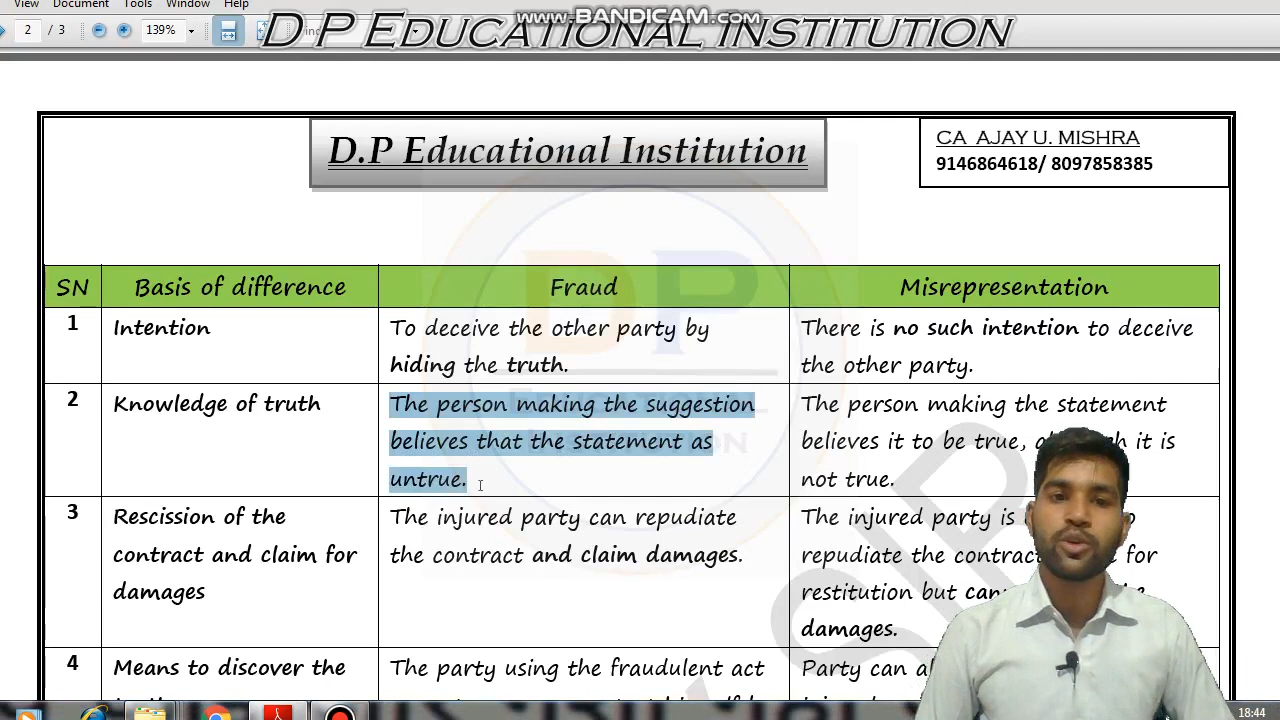 View Document Tools Window Help
www.BANDICAM.com
2 / 3 139%
D P EDUCATIONAL INSTITUTION
D.P Educational Institution
CA AJAY U. MISHRA
9146864618/ 8097858385
SN Basis of difference Fraud Misrepresentation
1 Intention To deceive the other party by There is no such intention to deceive
hiding the truth. the other party.
2 Knowledge of truth The person making the suggestion The person making the statement
believes that the statement as believes it to be true, it is
untrue. not true.
3 Rescission of the The injured party can repudiate The injured party is
contract and claim for the contract and claim damages. repudiate the contract for
damages restitution but
damages.
4 Means to discover the The party using the fraudulent act Party can
18:44